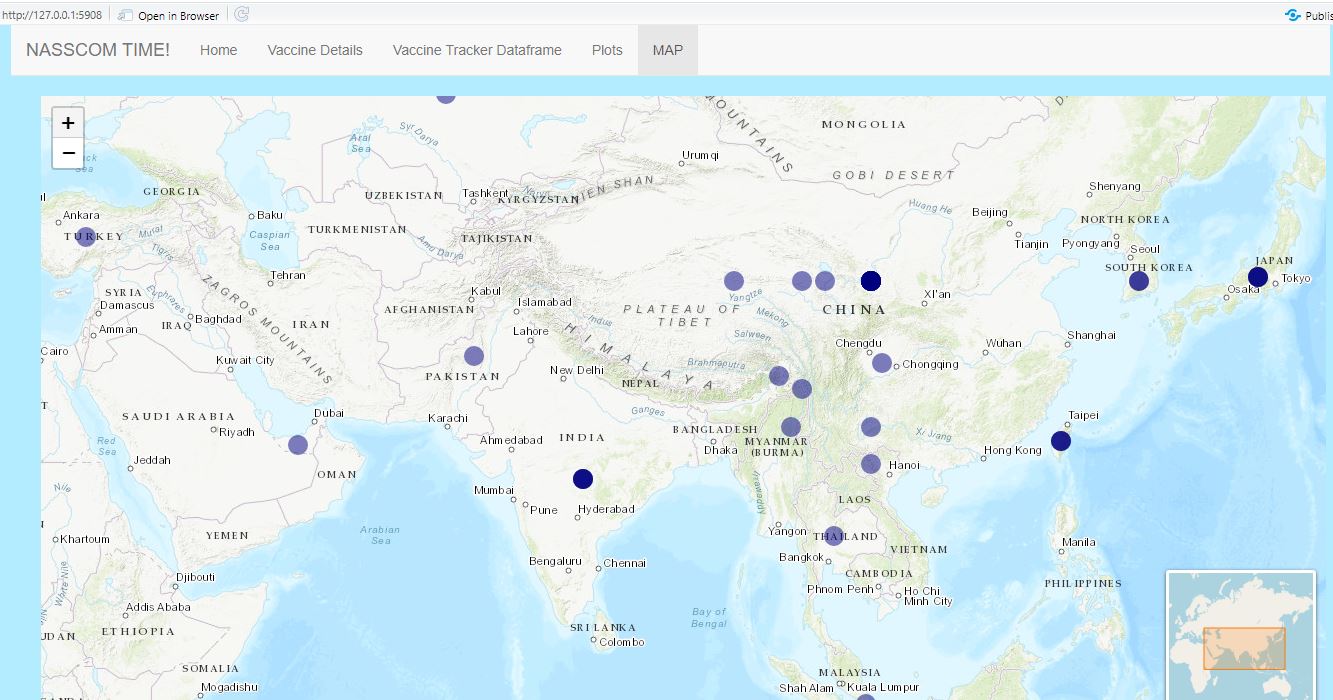 http://127.0.0.1:5908
Open in Browser
Publis
NASSCOM TIME!
Home
Vaccine Details
Vaccine Tracker Dataframe
Plots
MAP
+
−
MOUNTAINS
MONGOLIA
Syr Darya
Aral
Sea
Urumqi
GOBI DESERT
Sea
TIEN SHAN
Shenyang
GEORGIA
UZBEKISTAN
Tashkent
KYRGYZSTAN
Huang He
Beijing
Ankara
Baku
NORTH KOREA
TURKEY
Murat
Caspian
Sea
TURKMENISTAN
TAJIKISTAN
Amu Darya
Tianjin
Pyongyang
Seoul
Tigris
Tehran
SOUTH KOREA
JAPAN
Tokyo
Osaka
SYRIA
Damascus
Euphrates
ZAGROS MOUNTAINS
Kabul
Islamabad
Yangtze
Xi'an
AFGHANISTAN
PLATEAU OF
TIBET
Mekong
CHINA
Amman
IRAQ
Baghdad
IRAN
Lahore
Indus
HIMALAYA
Salween
Chengdu
Shanghai
Wuhan
Cairo
Kuwait City
New Delhi
Brahmaputra
Chongqing
PAKISTAN
NEPAL
SAUDI ARABIA
Dubai
Karachi
Ganges
Taipei
Riyadh
Ahmedabad
INDIA
BANGLADESH
Dhaka
MYANMAR
(BURMA)
Xi Jiang
Red
Sea
Hong Kong
Jeddah
OMAN
Hanoi
Nile
Mumbai
Irrawaddy
LAOS
Pune
Hyderabad
Khartoum
YEMEN
Arabian
Sea
Yangon
THAILAND
Manila
VIETNAM
Bengaluru
Chennai
Bangkok
Djibouti
CAMBODIA
PHILIPPINES
White Nile
Phnom Penh
Ho Chi
Minh City
Addis Ababa
Bay of
Bengal
ETHIOPIA
SRI LANKA
Colombo
SOMALIA
MALAYSIA
Mogadishu
Shah Alam
Kuala Lumpur